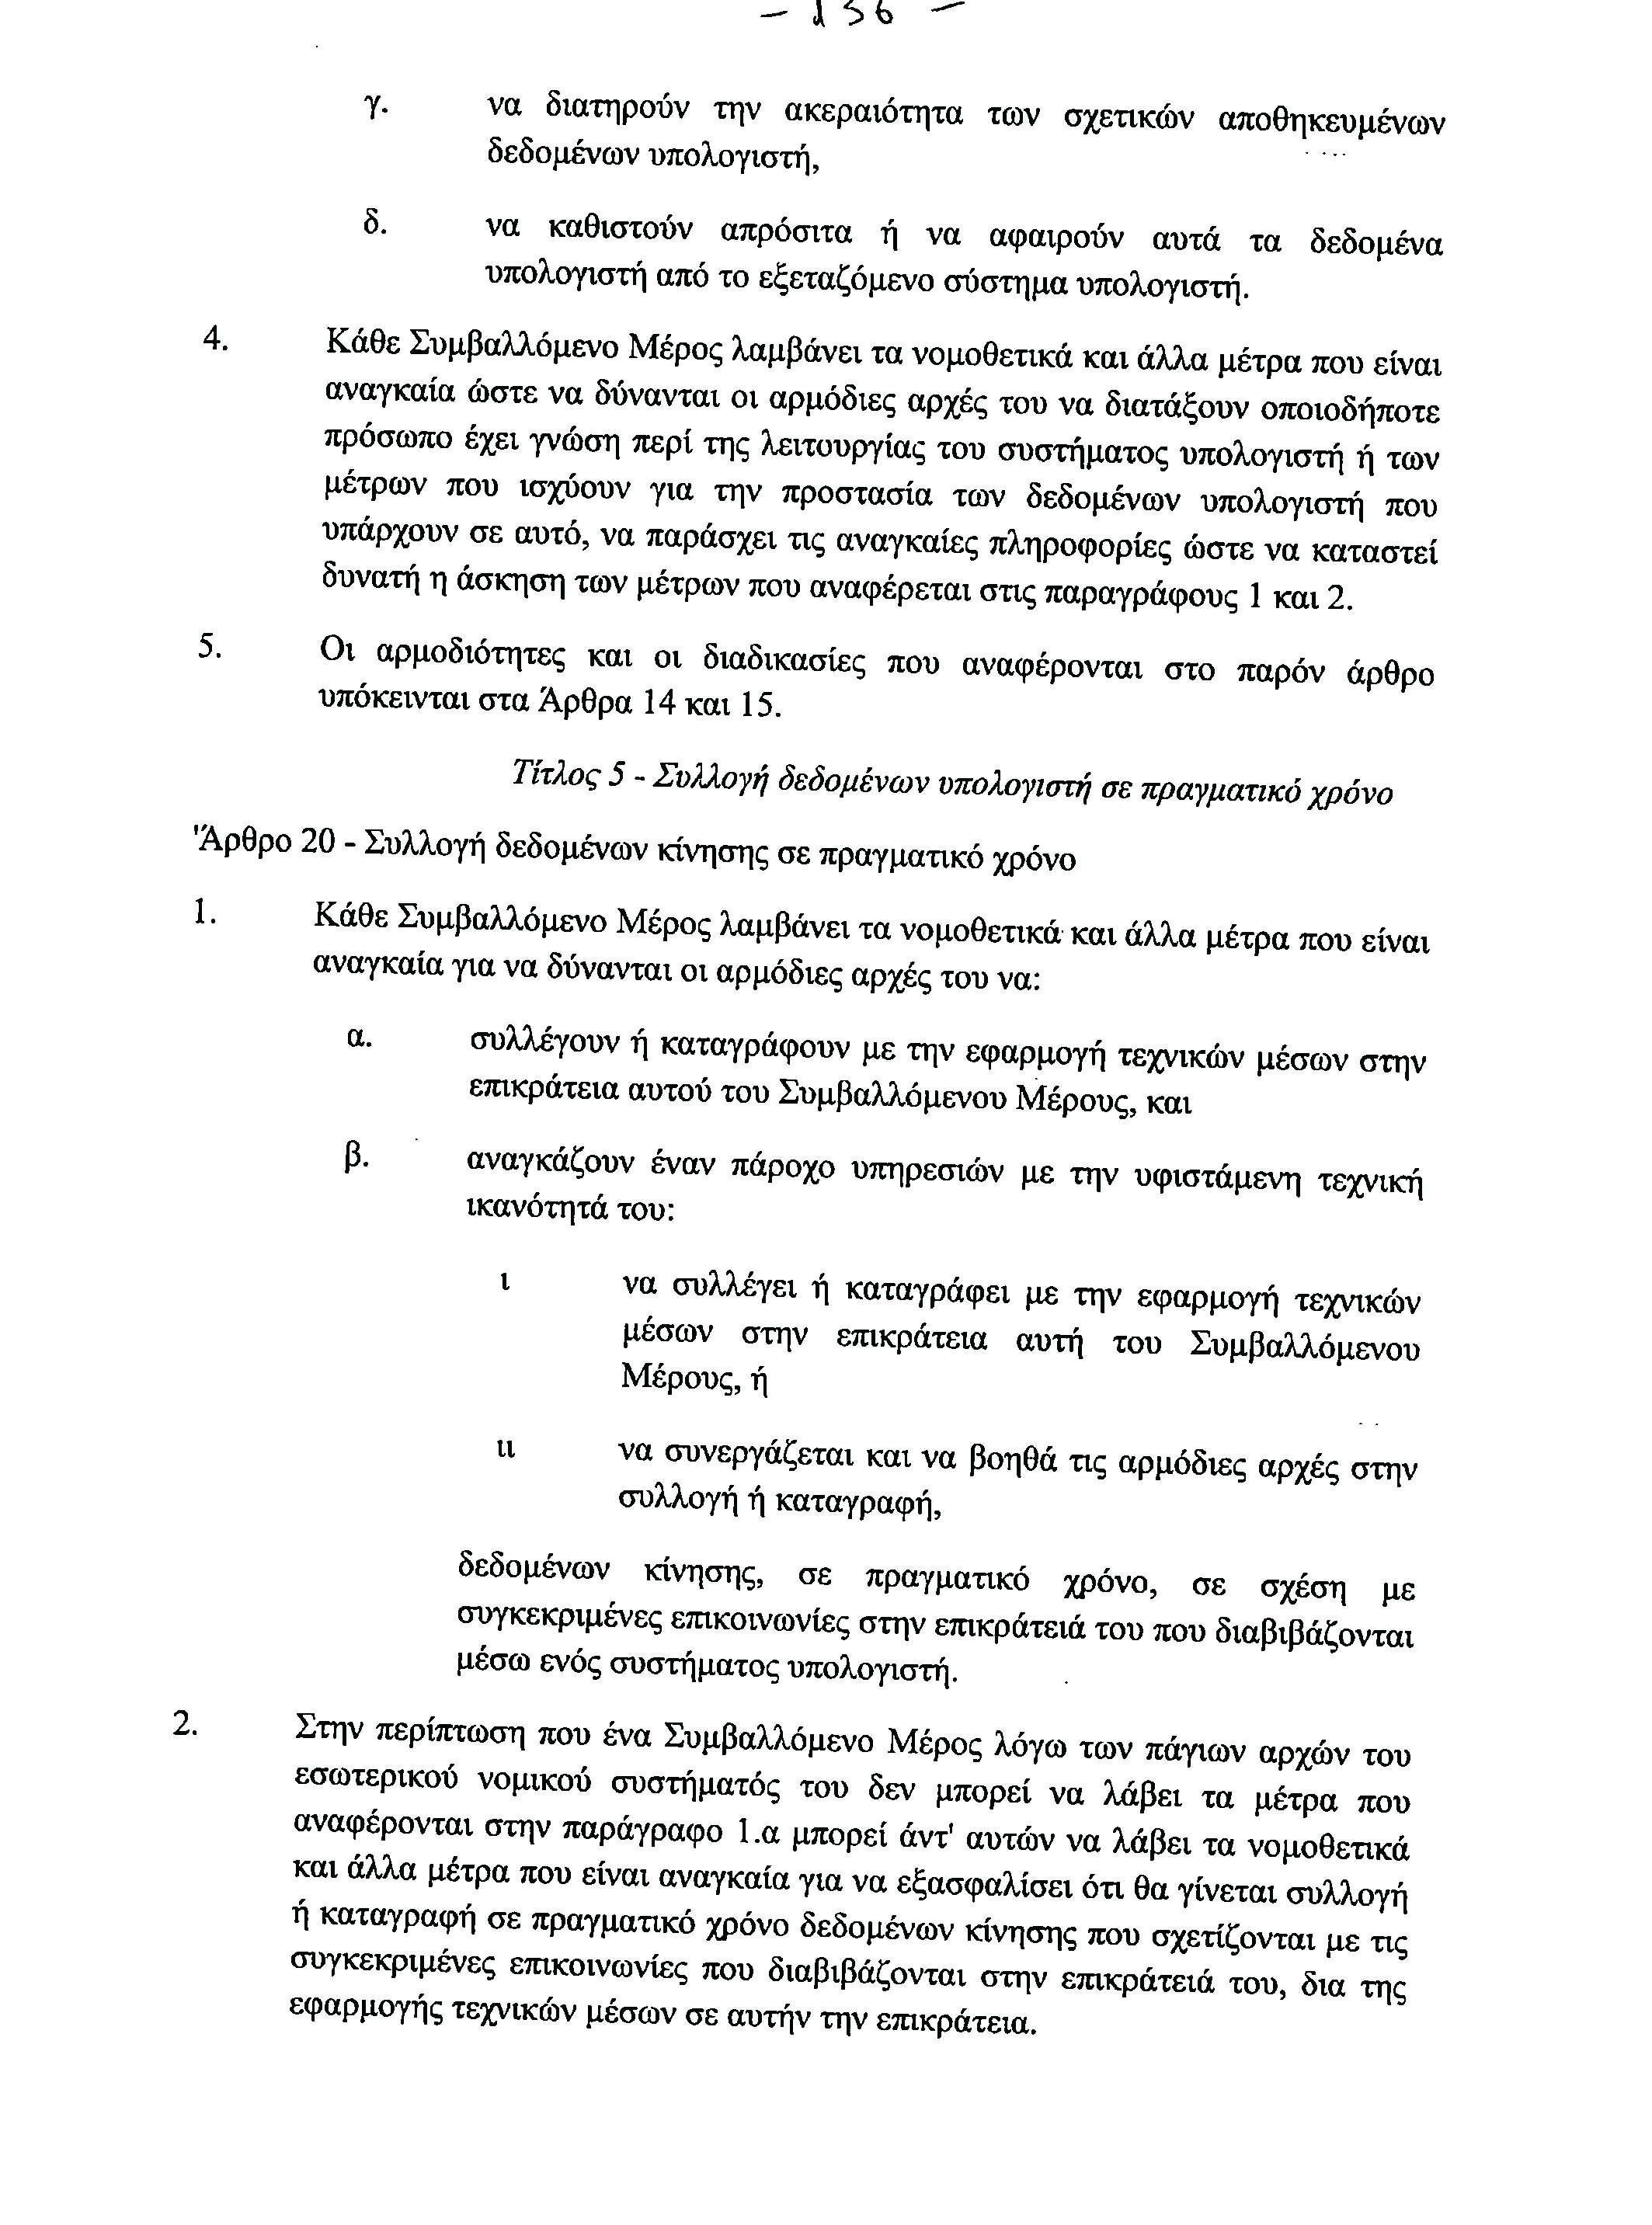 - 136 -
γ. να διατηρούν την ακεραιότητα των σχετικών αποθηκευμένων
δεδομένων υπολογιστή,
δ. να καθιστούν απρόσιτα ή να αφαιρούν αυτά τα δεδομένα
υπολογιστή από το εξεταζόμενο σύστημα υπολογιστή.
4. Κάθε Συμβαλλόμενο Μέρος λαμβάνει τα νομοθετικά και άλλα μέτρα που είναι
αναγκαία ώστε να δύνανται οι αρμόδιες αρχές του να διατάξουν οποιοδήποτε
πρόσωπο έχει γνώση περί της λειτουργίας του συστήματος υπολογιστή ή των
μέτρων που ισχύουν για την προστασία των δεδομένων υπολογιστή που
υπάρχουν σε αυτό, να παράσχει τις αναγκαίες πληροφορίες ώστε να καταστεί
δυνατή η άσκηση των μέτρων που αναφέρεται στις παραγράφους 1 και 2.
5. Οι αρμοδιότητες και οι διαδικασίες που αναφέρονται στο παρόν άρθρο
υπόκεινται στα Άρθρα 14 και 15.
Τίτλος 5 - Συλλογή δεδομένων υπολογιστή σε πραγματικό χρόνο
'Άρθρο 20 - Συλλογή δεδομένων κίνησης σε πραγματικό χρόνο
1. Κάθε Συμβαλλόμενο Μέρος λαμβάνει τα νομοθετικά και άλλα μέτρα που είναι
αναγκαία για να δύνανται οι αρμόδιες αρχές του να:
α. συλλέγουν ή καταγράφουν με την εφαρμογή τεχνικών μέσων στην
επικράτεια αυτού του Συμβαλλόμενου Μέρους, και
β. αναγκάζουν έναν πάροχο υπηρεσιών με την υφιστάμενη τεχνική
ικανότητά του:
ι να συλλέγει ή καταγράφει με την εφαρμογή τεχνικών
μέσων στην επικράτεια αυτή του Συμβαλλόμενου
Μέρους, ή
ιι να συνεργάζεται και να βοηθά τις αρμόδιες αρχές στην
συλλογή ή καταγραφή,
δεδομένων κίνησης, σε πραγματικό χρόνο, σε σχέση με
συγκεκριμένες επικοινωνίες στην επικράτειά του που διαβιβάζονται
μέσω ενός συστήματος υπολογιστή.
2. Στην περίπτωση που ένα Συμβαλλόμενο Μέρος λόγω των πάγιων αρχών του
εσωτερικού νομικού συστήματός του δεν μπορεί να λάβει τα μέτρα που
αναφέρονται στην παράγραφο 1.α μπορεί άντ' αυτών να λάβει τα νομοθετικά
και άλλα μέτρα που είναι αναγκαία για να εξασφαλίσει ότι θα γίνεται συλλογή
ή καταγραφή σε πραγματικό χρόνο δεδομένων κίνησης που σχετίζονται με τις
συγκεκριμένες επικοινωνίες που διαβιβάζονται στην επικράτειά του, δια της
εφαρμογής τεχνικών μέσων σε αυτήν την επικράτεια.